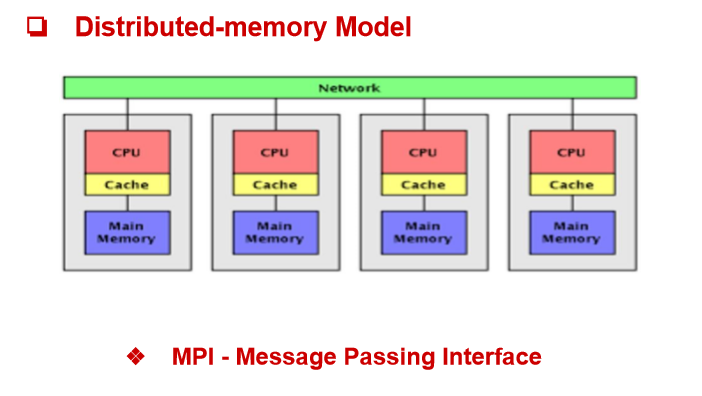 Distributed-memory Model
Network
CPU CPU CPU CPU
Cache Cache Cache Cache
Main Main Main Main
Memory Memory Memory Memory
MPI - Message Passing Interface